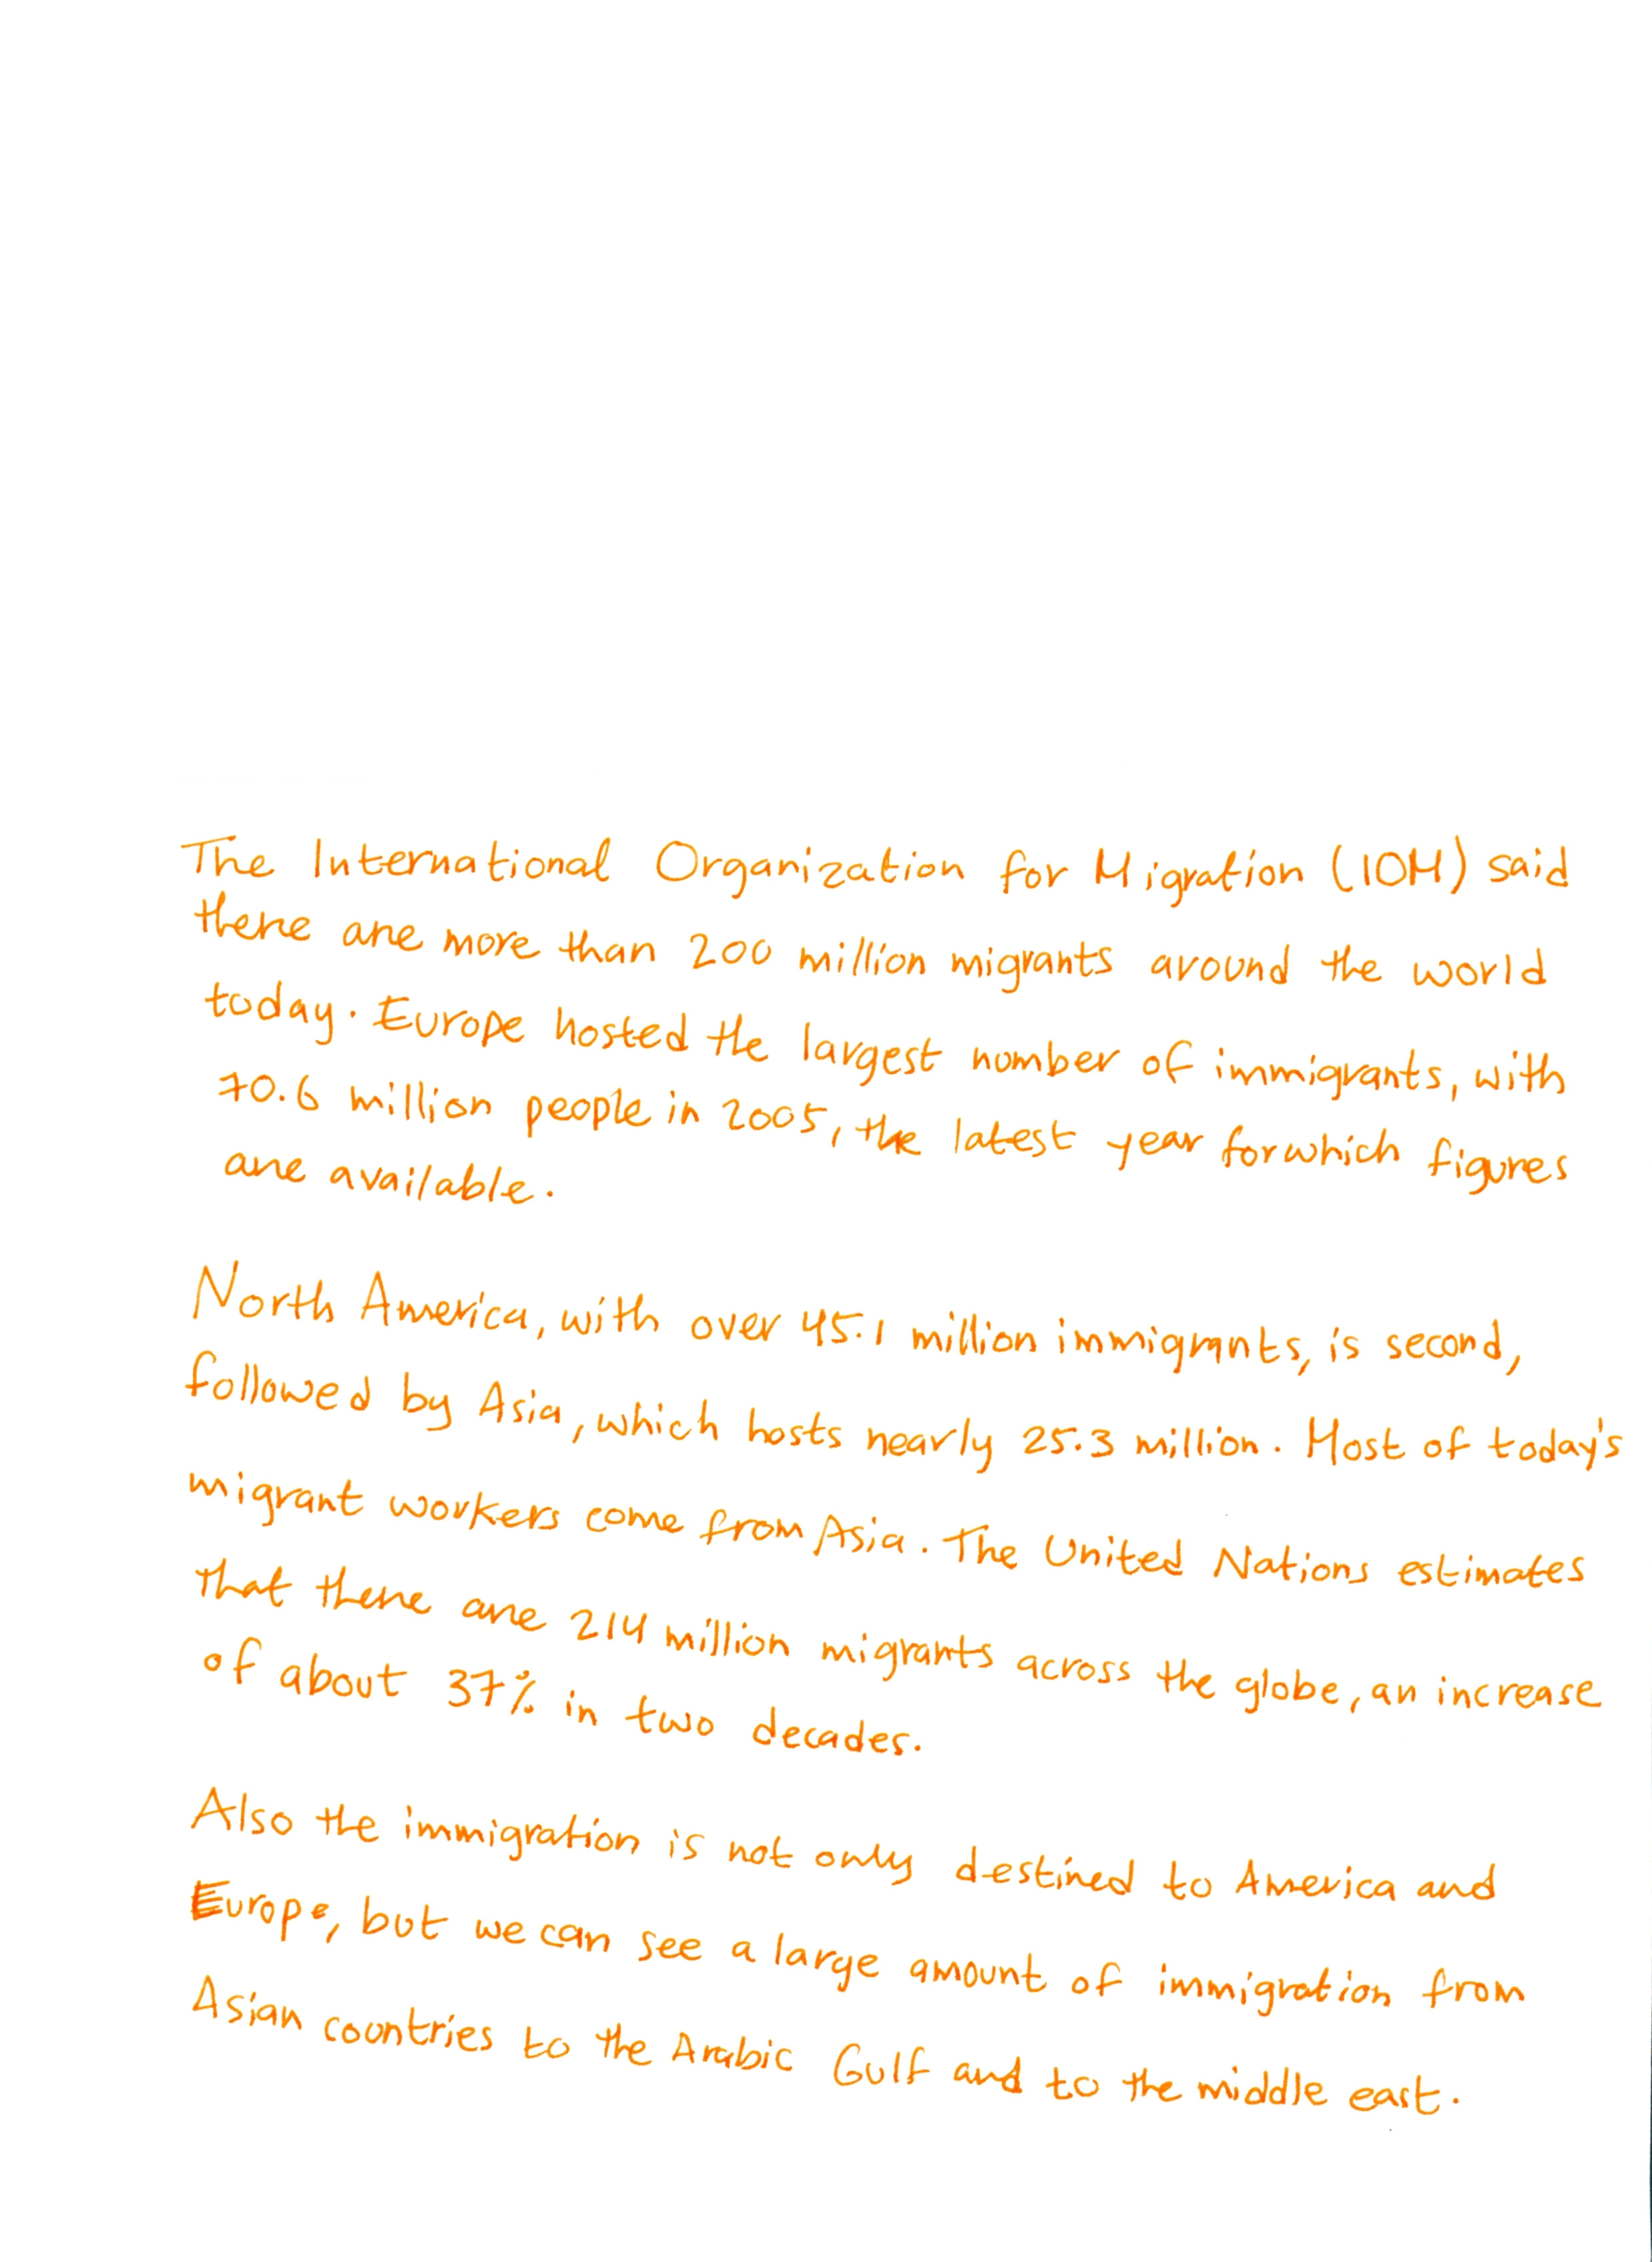 The International Organization for Migration (IOM) said
there are more than 200 million migrants around the world
today. Europe hosted the largest number of immigrants, with
70.6 million people in 2005, the latest year for which figures
are available.
North America, with over 45.1 million immigrants, is second,
followed by Asia, which hosts nearly 25.3 million. Most of today's
migrant workers come from Asia. The United Nations estimates
that there are 214 million migrants across the globe, an increase
of about 37% in two decades.
Also the immigration is not only destined to America and
Europe, but we can see a large amount of immigration from
Asian countries to the Arabic Gulf and to the middle east.